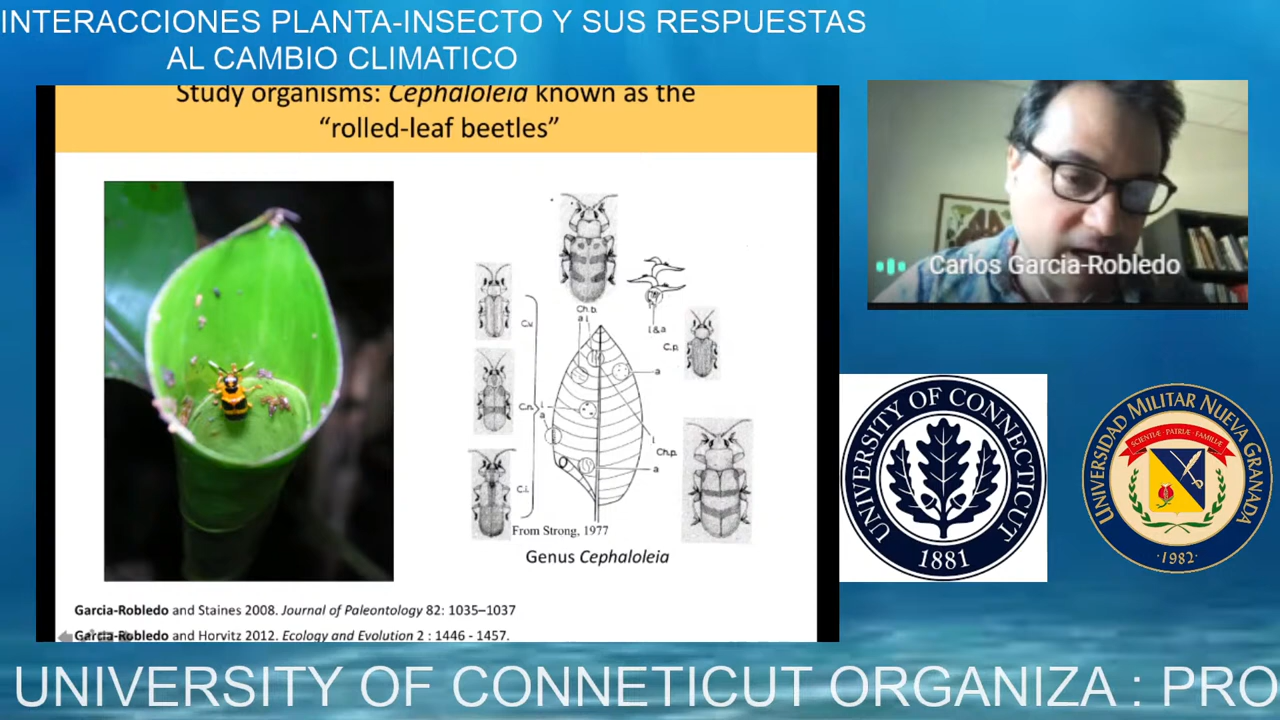 INTERACCIONES PLANTA-INSECTO Y SUS RESPUESTAS
AL CAMBIO CLIMATICO
Study organisms: Cephaloleia known as the
“rolled-leaf beetles”
Ch.b.
a l
l & a
C.v.
C.p.
a
C.n.
l
a
l
Ch.p.
a
C.i.
From Strong, 1977
Genus Cephaloleia
Garcia-Robledo and Staines 2008. Journal of Paleontology 82: 1035–1037
Garcia-Robledo and Horvitz 2012. Ecology and Evolution 2 : 1446 - 1457.
Carlos Garcia-Robledo
UNIVERSITY OF CONNECTICUT
1881
UNIVERSIDAD MILITAR NUEVA GRANADA
SCIENTIÆ - PATRIÆ - FAMILIÆ
·1982·
UNIVERSITY OF CONNETICUT ORGANIZA : PRO